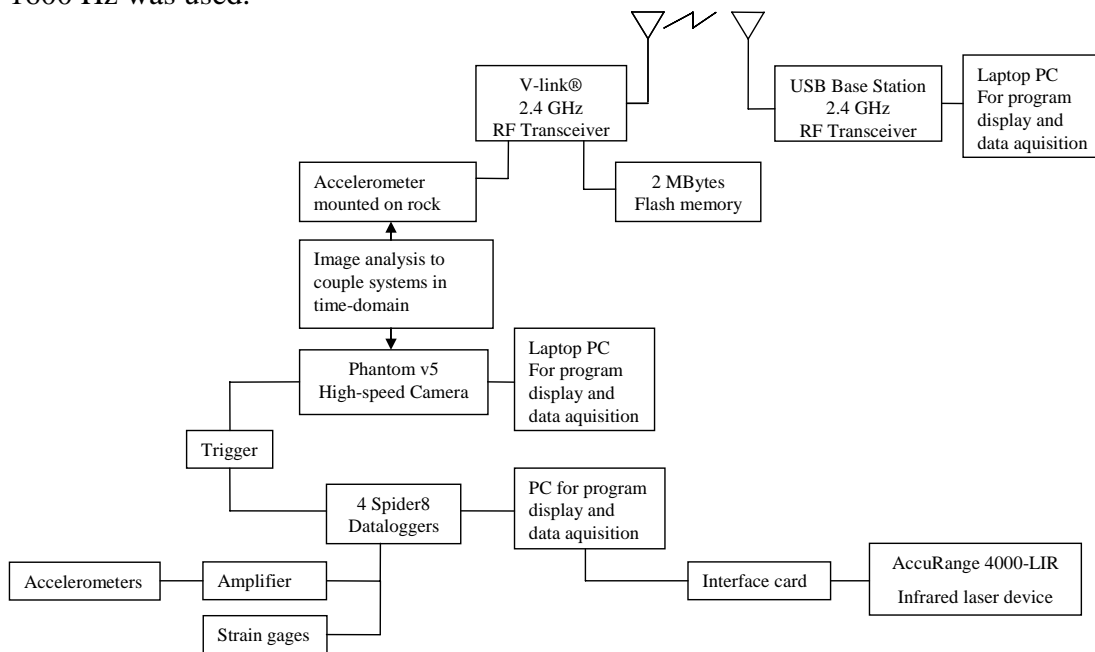 1600 Hz was used.
V-link®
2.4 GHz
RF Transceiver
USB Base Station
2.4 GHz
RF Transceiver
Laptop PC
For program
display and
data aquisition
Accelerometer
mounted on rock
2 MBytes
Flash memory
Image analysis to
couple systems in
time-domain
Phantom v5
High-speed Camera
Laptop PC
For program
display and
data aquisition
Trigger
4 Spider8
Dataloggers
PC for program
display and
data aquisition
Accelerometers
Amplifier
Interface card
AccuRange 4000-LIR
Infrared laser device
Strain gages